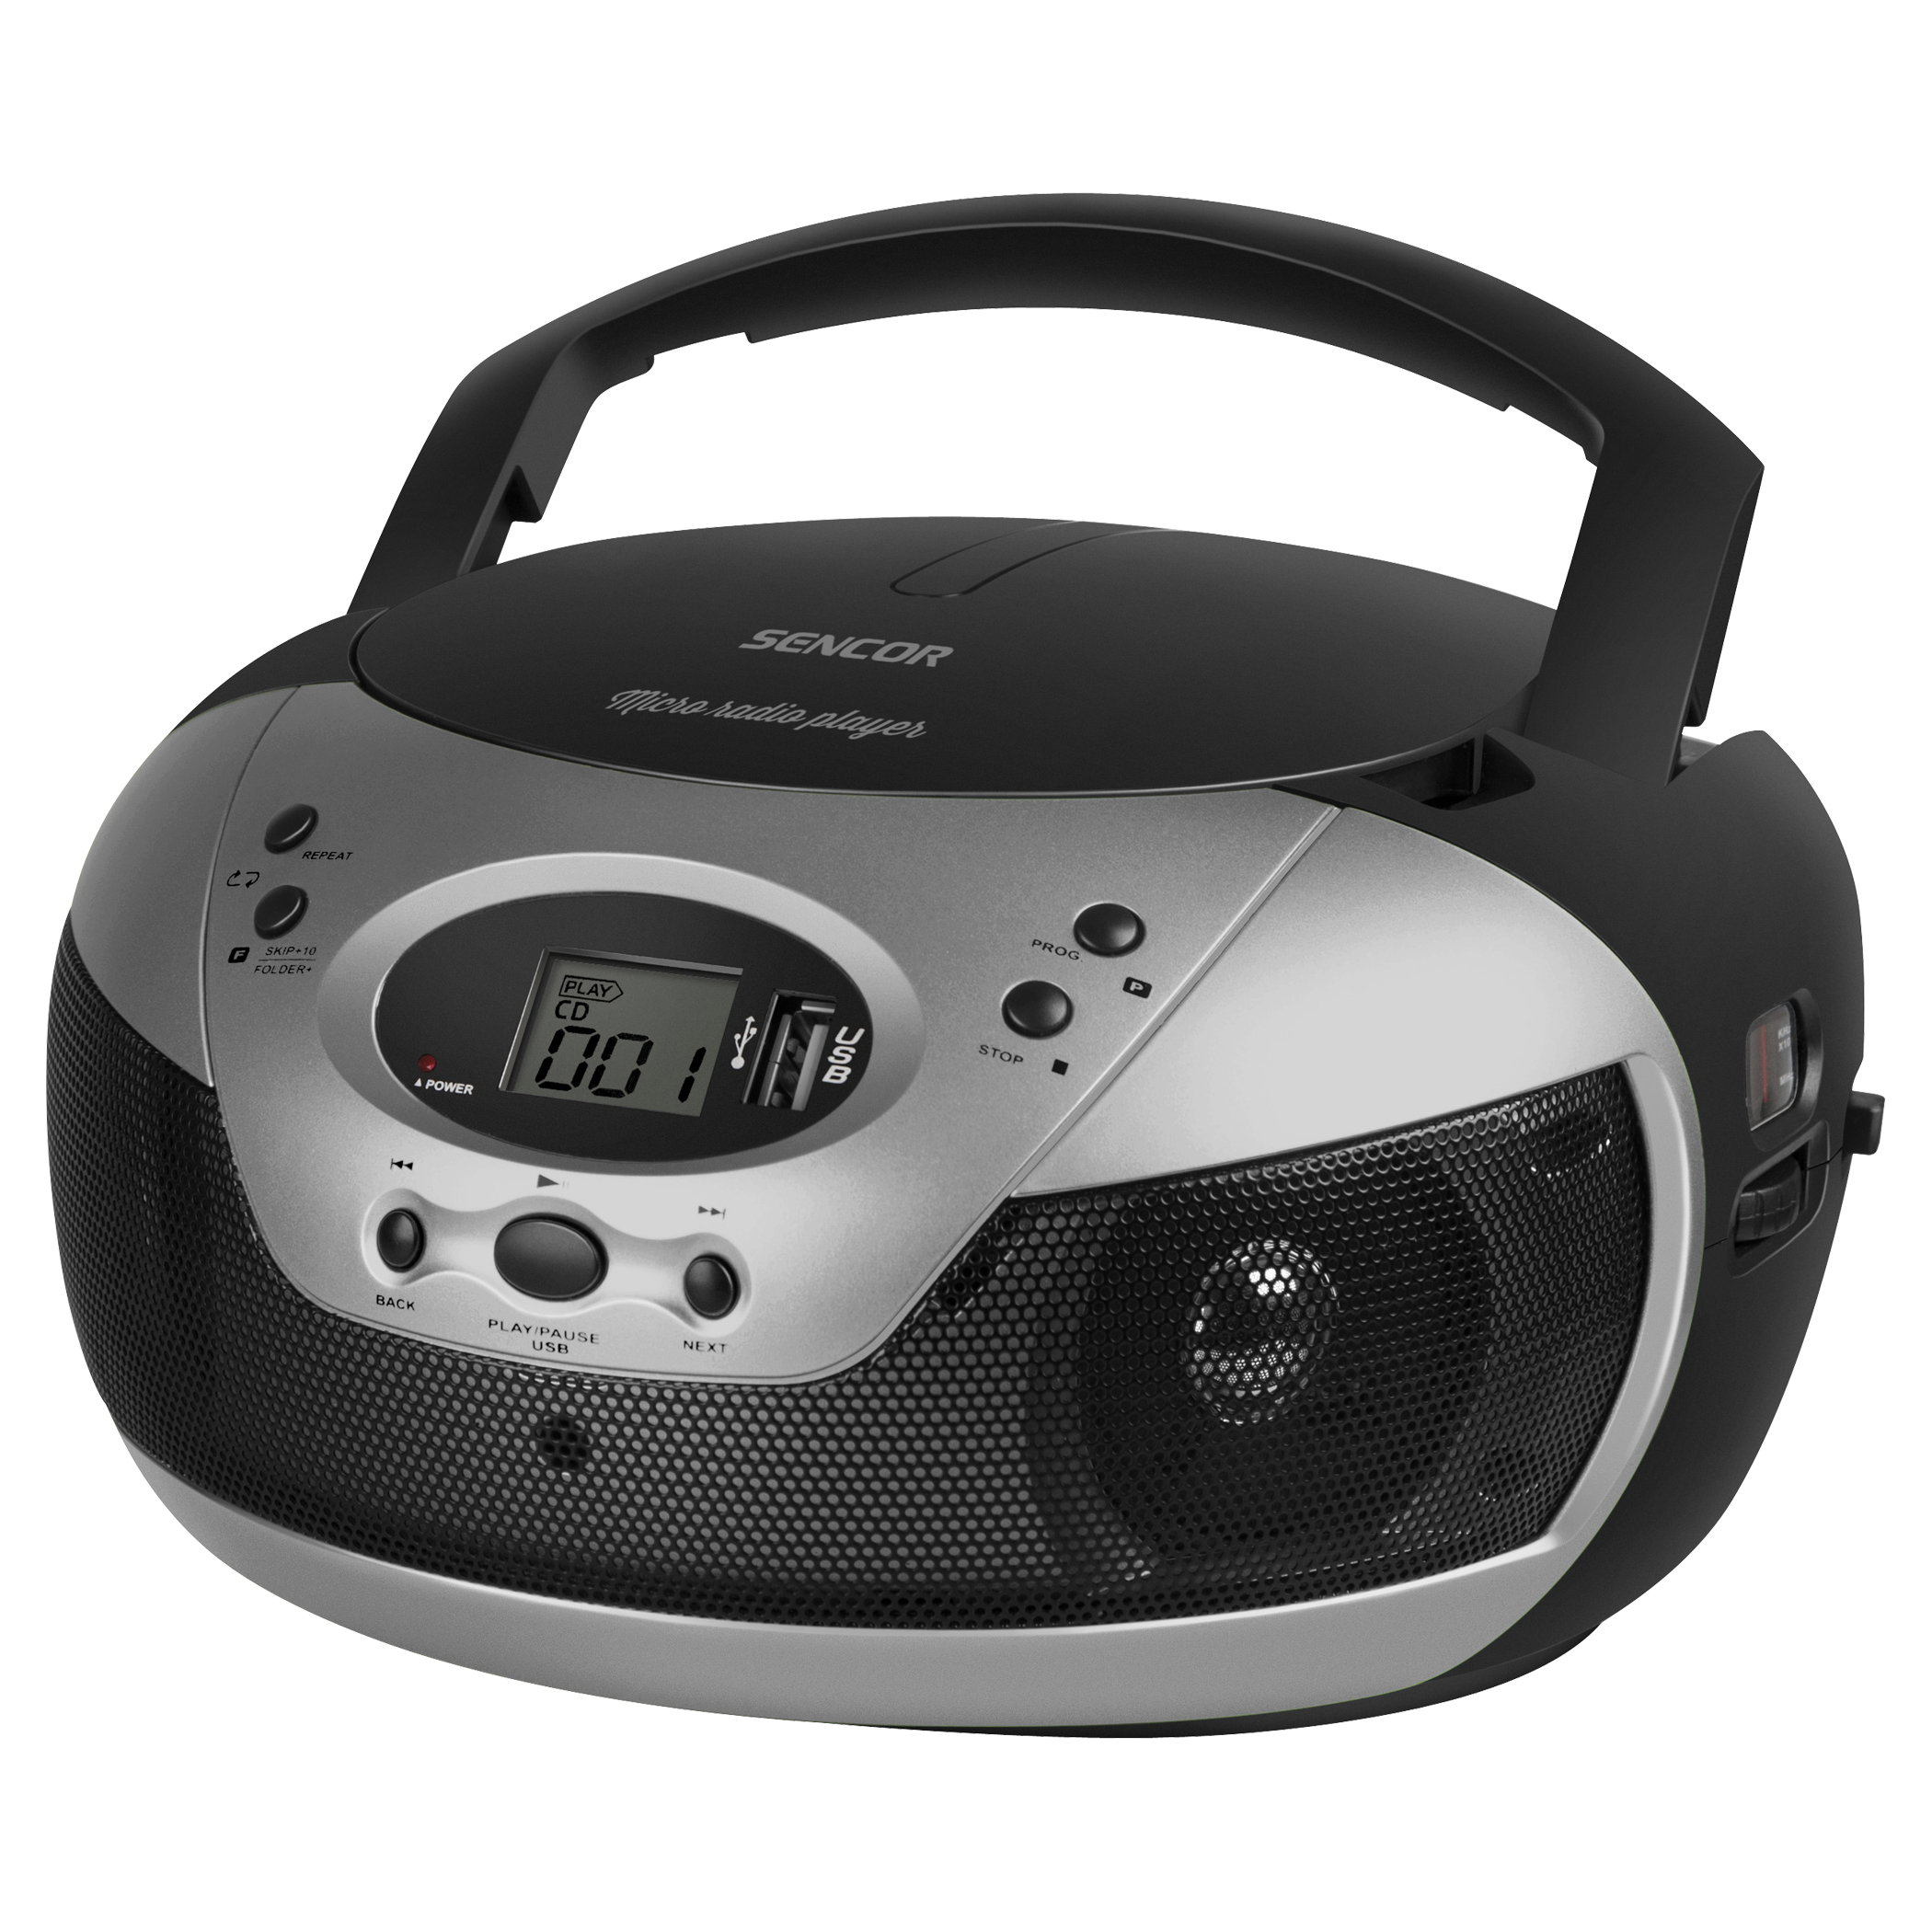 SENCOR
Micro radio player
REPEAT
F SKIP+10
FOLDER+
PROG.
P
STOP
PLAY
CD
001
USB
POWER
BACK
PLAY/PAUSE
USB
NEXT